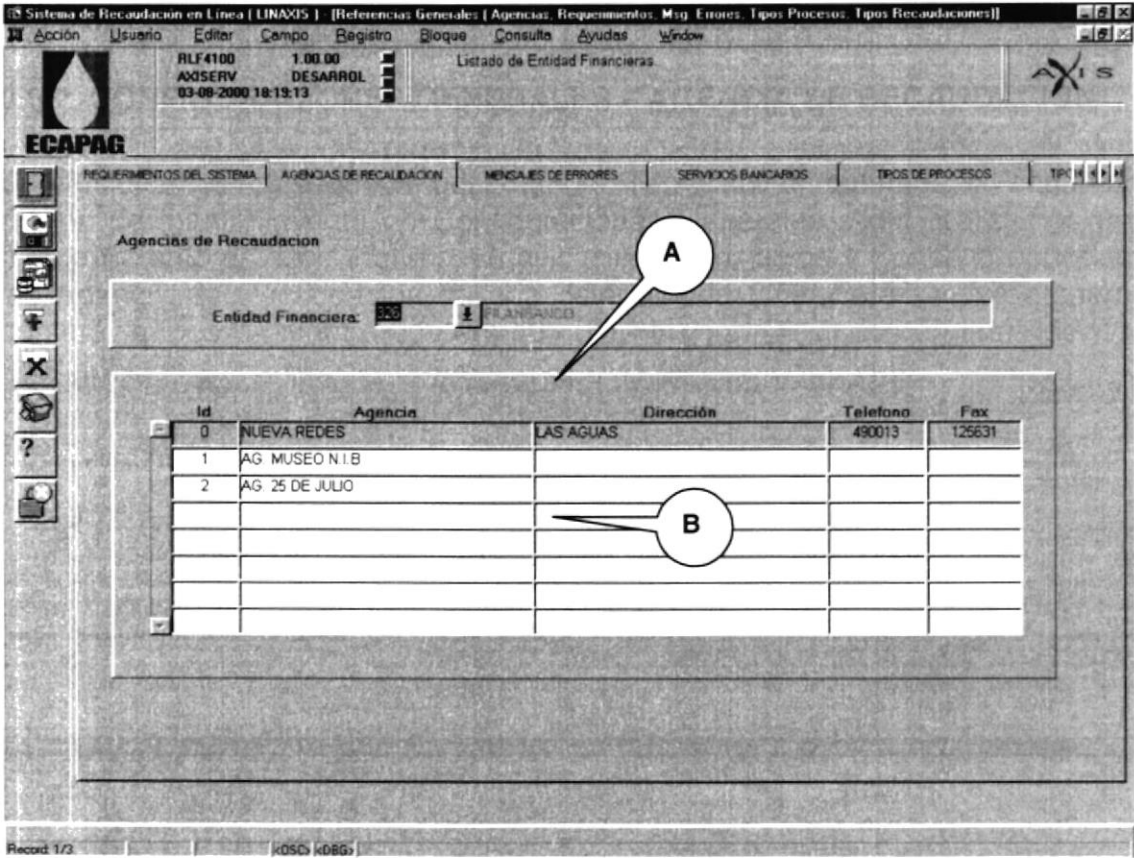 Sistema de Recaudación en Línea ( LINAXIS ) - [Referencias Generales ( Agencias, Requerimientos, Msg. Errores, Tipos Procesos, Tipos Recaudaciones)]
Acción Usuario Editar Campo Registro Bloque Consulta Ayudas Window
RLF4100 1.00.00 Listado de Entidad Financieras
AXISERV DESARROL
03-08-2000 18:19:13
AXIS
ECAPAG
REQUERIMIENTOS DEL SISTEMA AGENCIAS DE RECAUDACION MENSAJES DE ERRORES SERVICIOS BANCARIOS TIPOS DE PROCESOS
Agencias de Recaudacion
A
Entidad Financiera: 326 FILANBANCO
Id Agencia Dirección Telefono Fax
0 NUEVA REDES LAS AGUAS 490013 125631
1 AG. MUSEO N.I.B
2 AG. 25 DE JULIO
B
Record: 1/3 <OSC> <DBG>